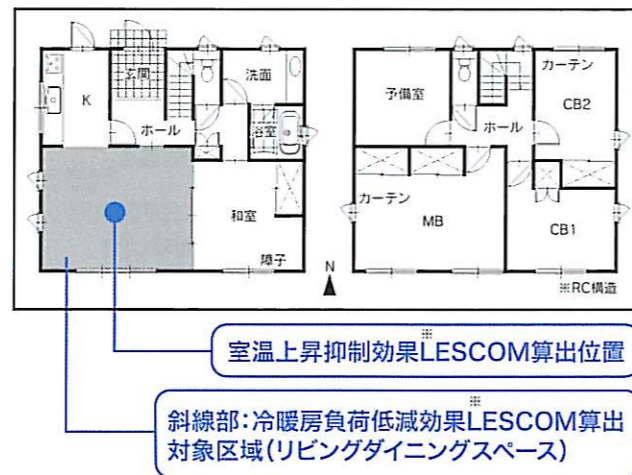 K
玄関
洗面
浴室
ホール
和室
障子
N
予備室
カーテン
CB2
ホール
カーテン
MB
CB1
※RC構造
室温上昇抑制効果※LESCOM算出位置
斜線部:冷暖房負荷低減効果※LESCOM算出
対象区域(リビングダイニングスペース)